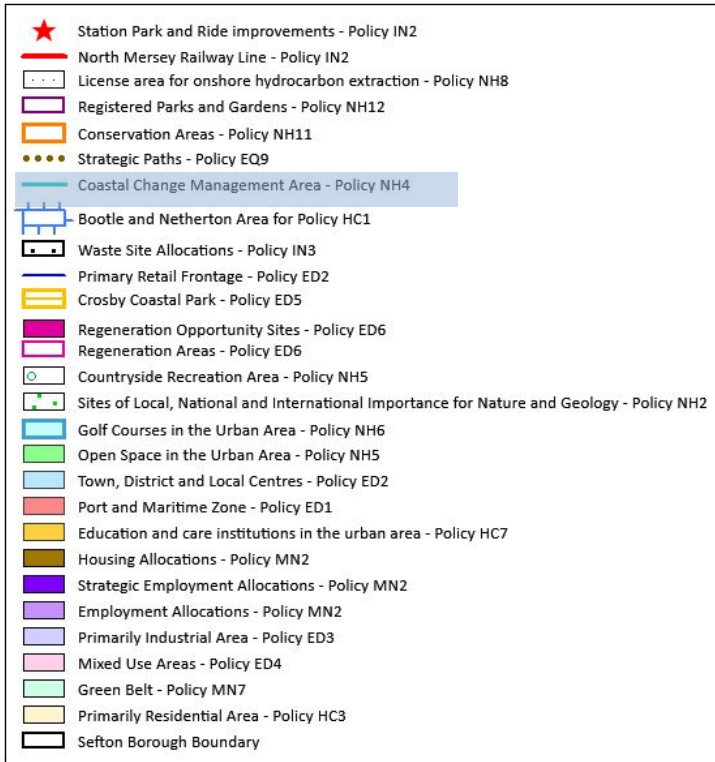 Station Park and Ride improvements - Policy IN2
North Mersey Railway Line - Policy IN2
License area for onshore hydrocarbon extraction - Policy NH8
Registered Parks and Gardens - Policy NH12
Conservation Areas - Policy NH11
Strategic Paths - Policy EQ9
Coastal Change Management Area - Policy NH4
Bootle and Netherton Area for Policy HC1
Waste Site Allocations - Policy IN3
Primary Retail Frontage - Policy ED2
Crosby Coastal Park - Policy ED5
Regeneration Opportunity Sites - Policy ED6
Regeneration Areas - Policy ED6
Countryside Recreation Area - Policy NH5
Sites of Local, National and International Importance for Nature and Geology - Policy NH2
Golf Courses in the Urban Area - Policy NH6
Open Space in the Urban Area - Policy NH5
Town, District and Local Centres - Policy ED2
Port and Maritime Zone - Policy ED1
Education and care institutions in the urban area - Policy HC7
Housing Allocations - Policy MN2
Strategic Employment Allocations - Policy MN2
Employment Allocations - Policy MN2
Primarily Industrial Area - Policy ED3
Mixed Use Areas - Policy ED4
Green Belt - Policy MN7
Primarily Residential Area - Policy HC3
Sefton Borough Boundary